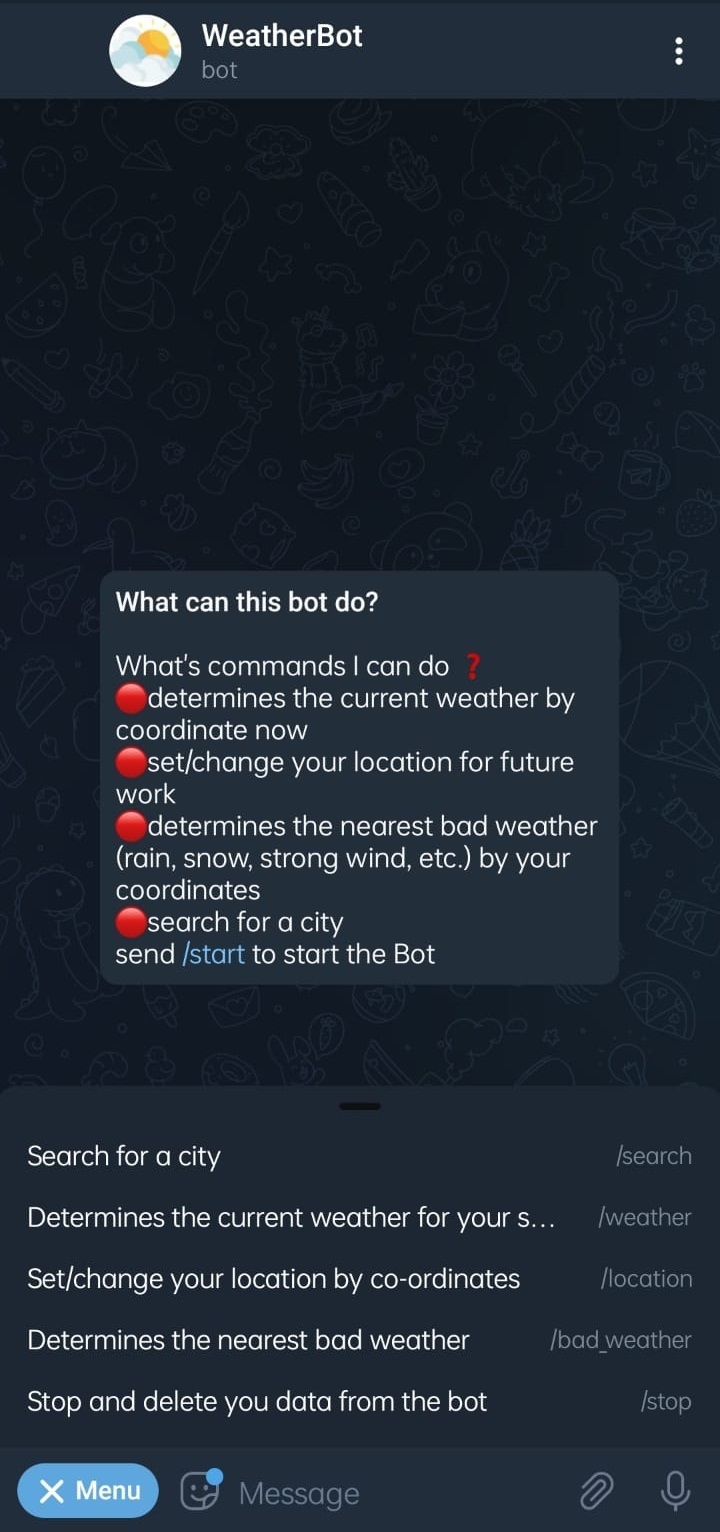 WeatherBot
bot
What can this bot do?
What's commands I can do ❓
🔴determines the current weather by
coordinate now
🔴set/change your location for future
work
🔴determines the nearest bad weather
(rain, snow, strong wind, etc.) by your
coordinates
🔴search for a city
send /start to start the Bot
Search for a city /search
Determines the current weather for your s... /weather
Set/change your location by co-ordinates /location
Determines the nearest bad weather /bad_weather
Stop and delete you data from the bot /stop
Menu Message